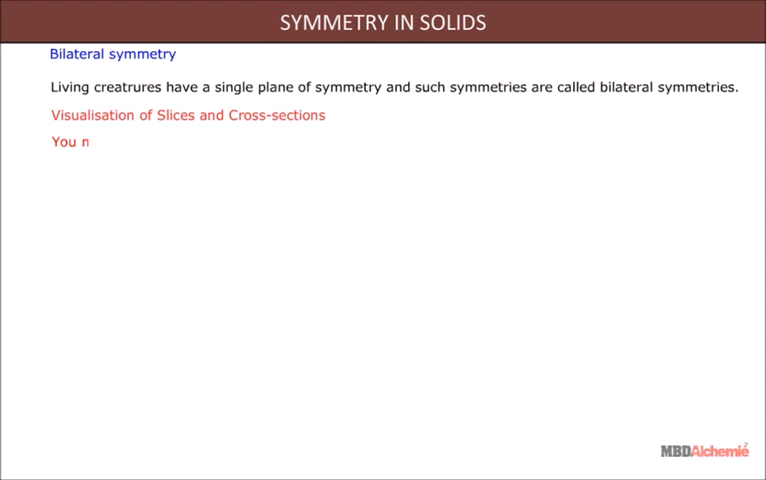 SYMMETRY IN SOLIDS
Bilateral symmetry
Living creatrures have a single plane of symmetry and such symmetries are called bilateral symmetries.
Visualisation of Slices and Cross-sections
You n
MBDAlchemié